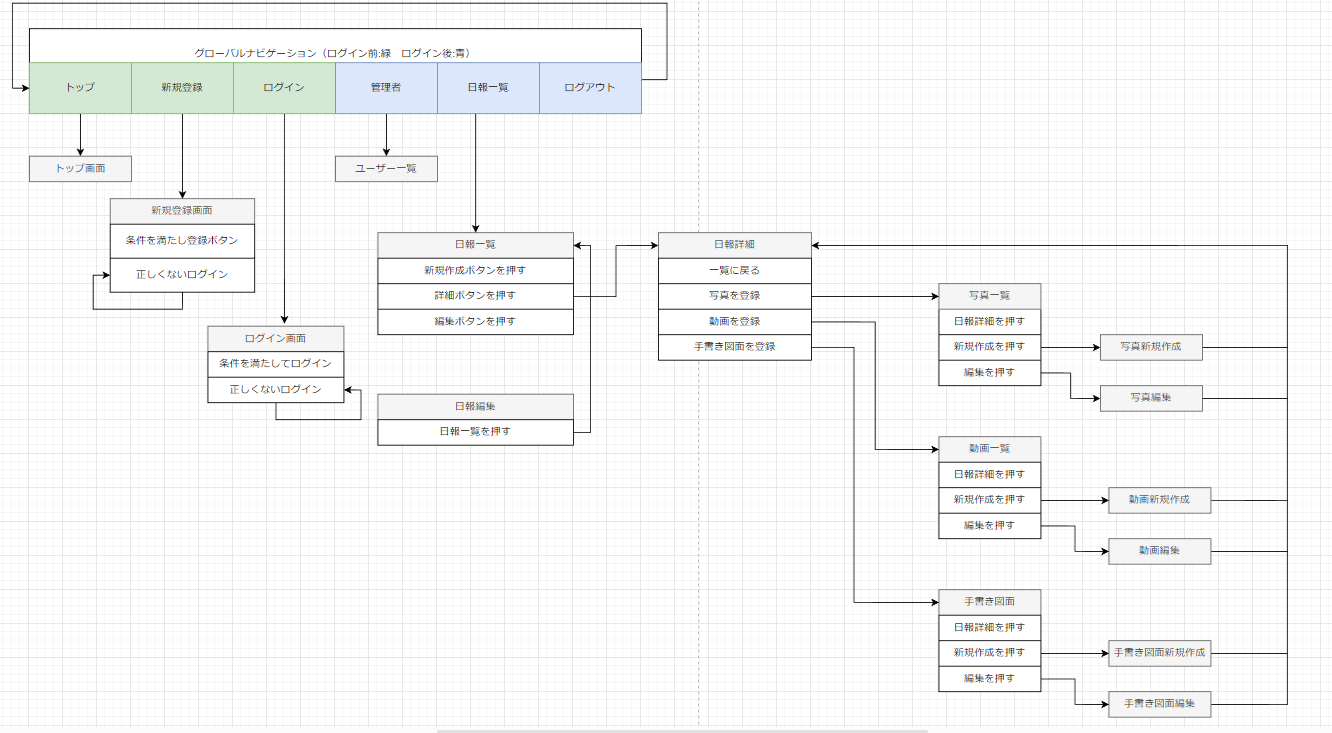 グローバルナビゲーション（ログイン前:緑　ログイン後:青）
トップ
新規登録
ログイン
管理者
日報一覧
ログアウト
トップ画面
ユーザー一覧
新規登録画面
条件を満たし登録ボタン
正しくないログイン
ログイン画面
条件を満たしてログイン
正しくないログイン
日報一覧
新規作成ボタンを押す
詳細ボタンを押す
編集ボタンを押す
日報編集
日報一覧を押す
日報詳細
一覧に戻る
写真を登録
動画を登録
手書き図面を登録
写真一覧
日報詳細を押す
新規作成を押す
編集を押す
写真新規作成
写真編集
動画一覧
日報詳細を押す
新規作成を押す
編集を押す
動画新規作成
動画編集
手書き図面
日報詳細を押す
新規作成を押す
編集を押す
手書き図面新規作成
手書き図面編集